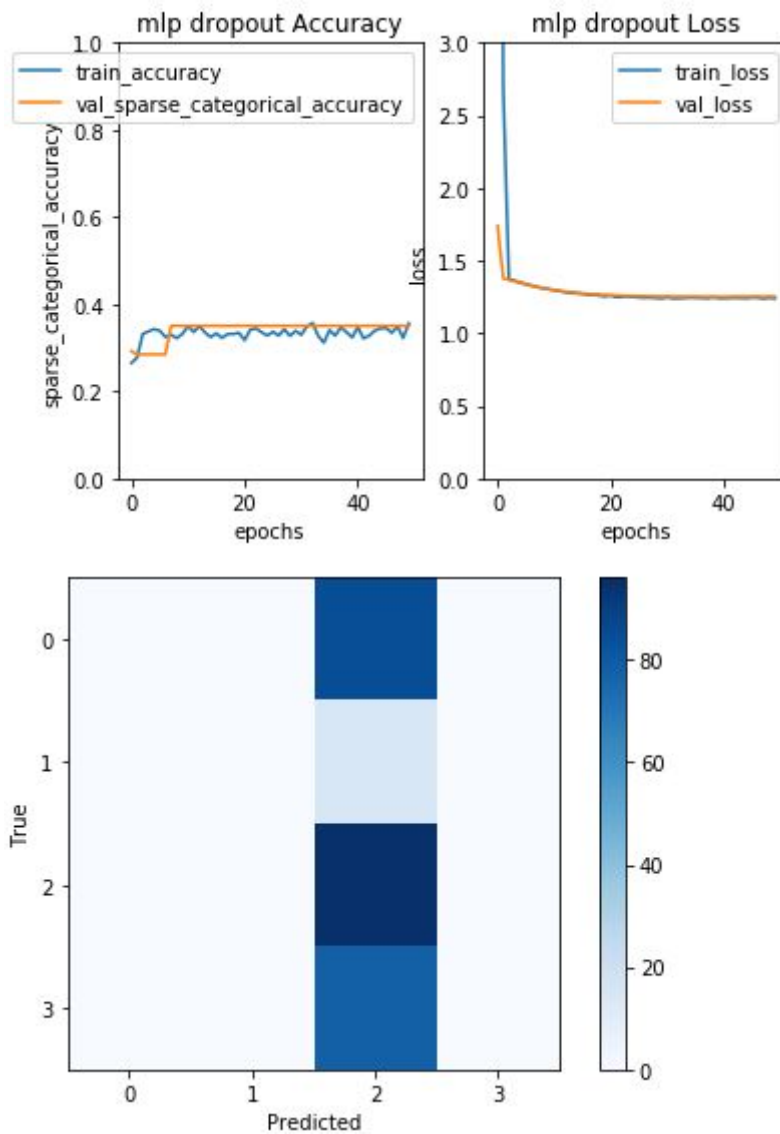 mlp dropout Accuracy
1.0
0.8
0.6
0.4
0.2
0.0
sparse_categorical_accuracy
train_accuracy
val_sparse_categorical_accuracy
0
20
40
epochs
mlp dropout Loss
3.0
2.5
2.0
1.5
1.0
0.5
0.0
loss
train_loss
val_loss
0
20
40
epochs
True
0
1
2
3
0
1
2
3
Predicted
80
60
40
20
0